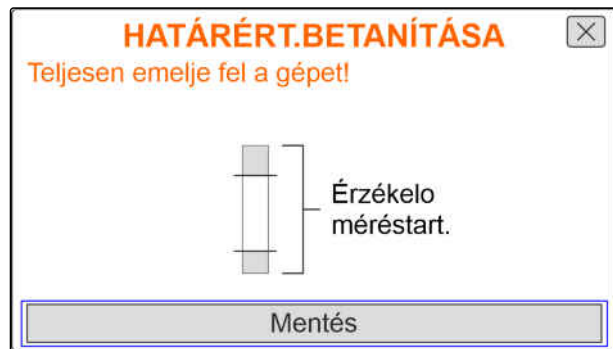 HATÁRÉRT.BETANÍTÁSA
Teljesen emelje fel a gépet!
Érzékelo
méréstart.
Mentés